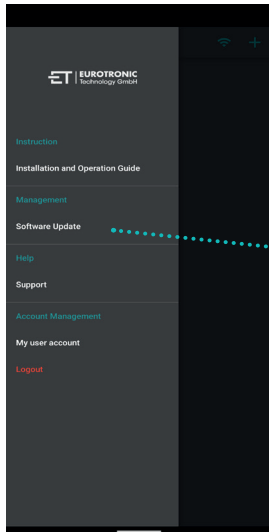 EUROTRONIC
Technology GmbH
Instruction
Installation and Operation Guide
Management
Software Update
Help
Support
Account Management
My user account
Logout